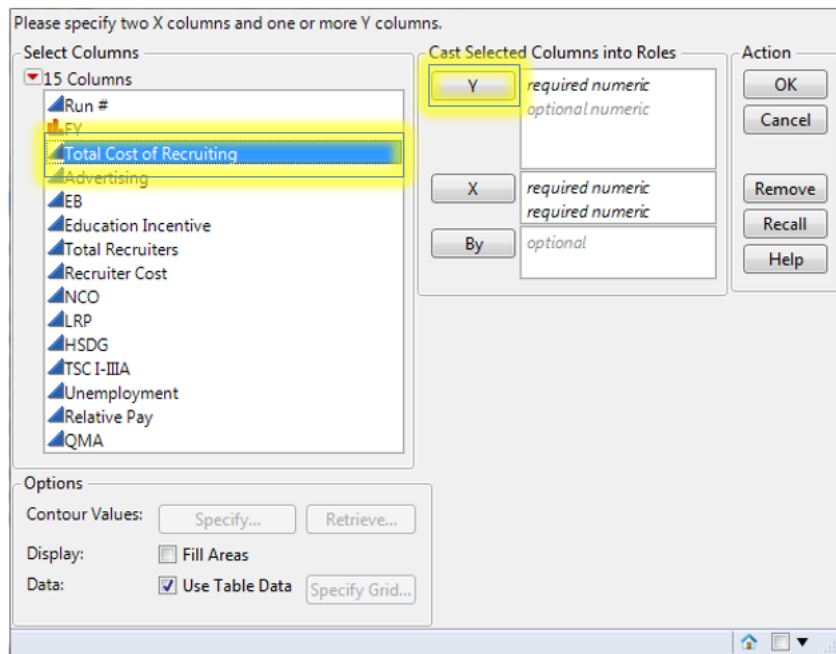 Please specify two X columns and one or more Y columns.
Select Columns
15 Columns
Run #
FY
Total Cost of Recruiting
Advertising
EB
Education Incentive
Total Recruiters
Recruiter Cost
NCO
LRP
HSDG
TSC I-IIIA
Unemployment
Relative Pay
QMA
Cast Selected Columns into Roles
Y
required numeric
optional numeric
X
required numeric
required numeric
By
optional
Action
OK
Cancel
Remove
Recall
Help
Options
Contour Values:
Specify...
Retrieve...
Display:
Fill Areas
Data:
Use Table Data
Specify Grid...